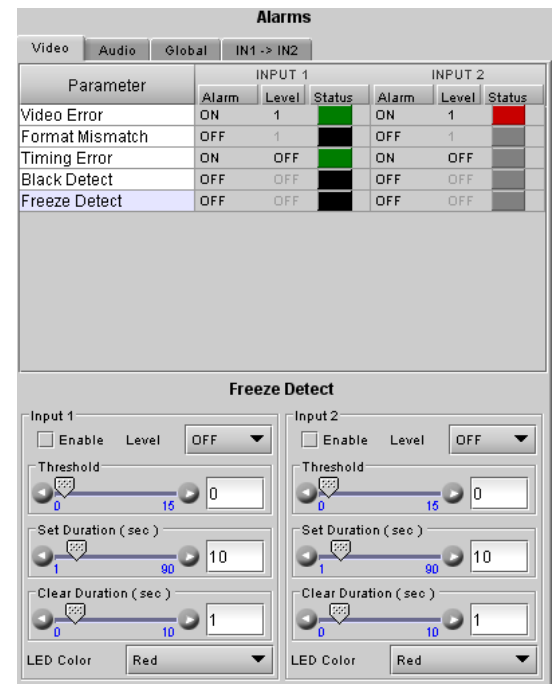 Alarms
Video Audio Global IN1 -> IN2
Parameter INPUT 1 INPUT 2
Alarm Level Status Alarm Level Status
Video Error ON 1 ON 1
Format Mismatch OFF 1 OFF 1
Timing Error ON OFF ON OFF
Black Detect OFF OFF OFF OFF
Freeze Detect OFF OFF OFF OFF
Freeze Detect
Input 1
Enable Level OFF
Threshold
0 15 0
Set Duration ( sec )
1 90 10
Clear Duration ( sec )
0 10 1
LED Color Red
Input 2
Enable Level OFF
Threshold
0 15 0
Set Duration ( sec )
1 90 10
Clear Duration ( sec )
0 10 1
LED Color Red